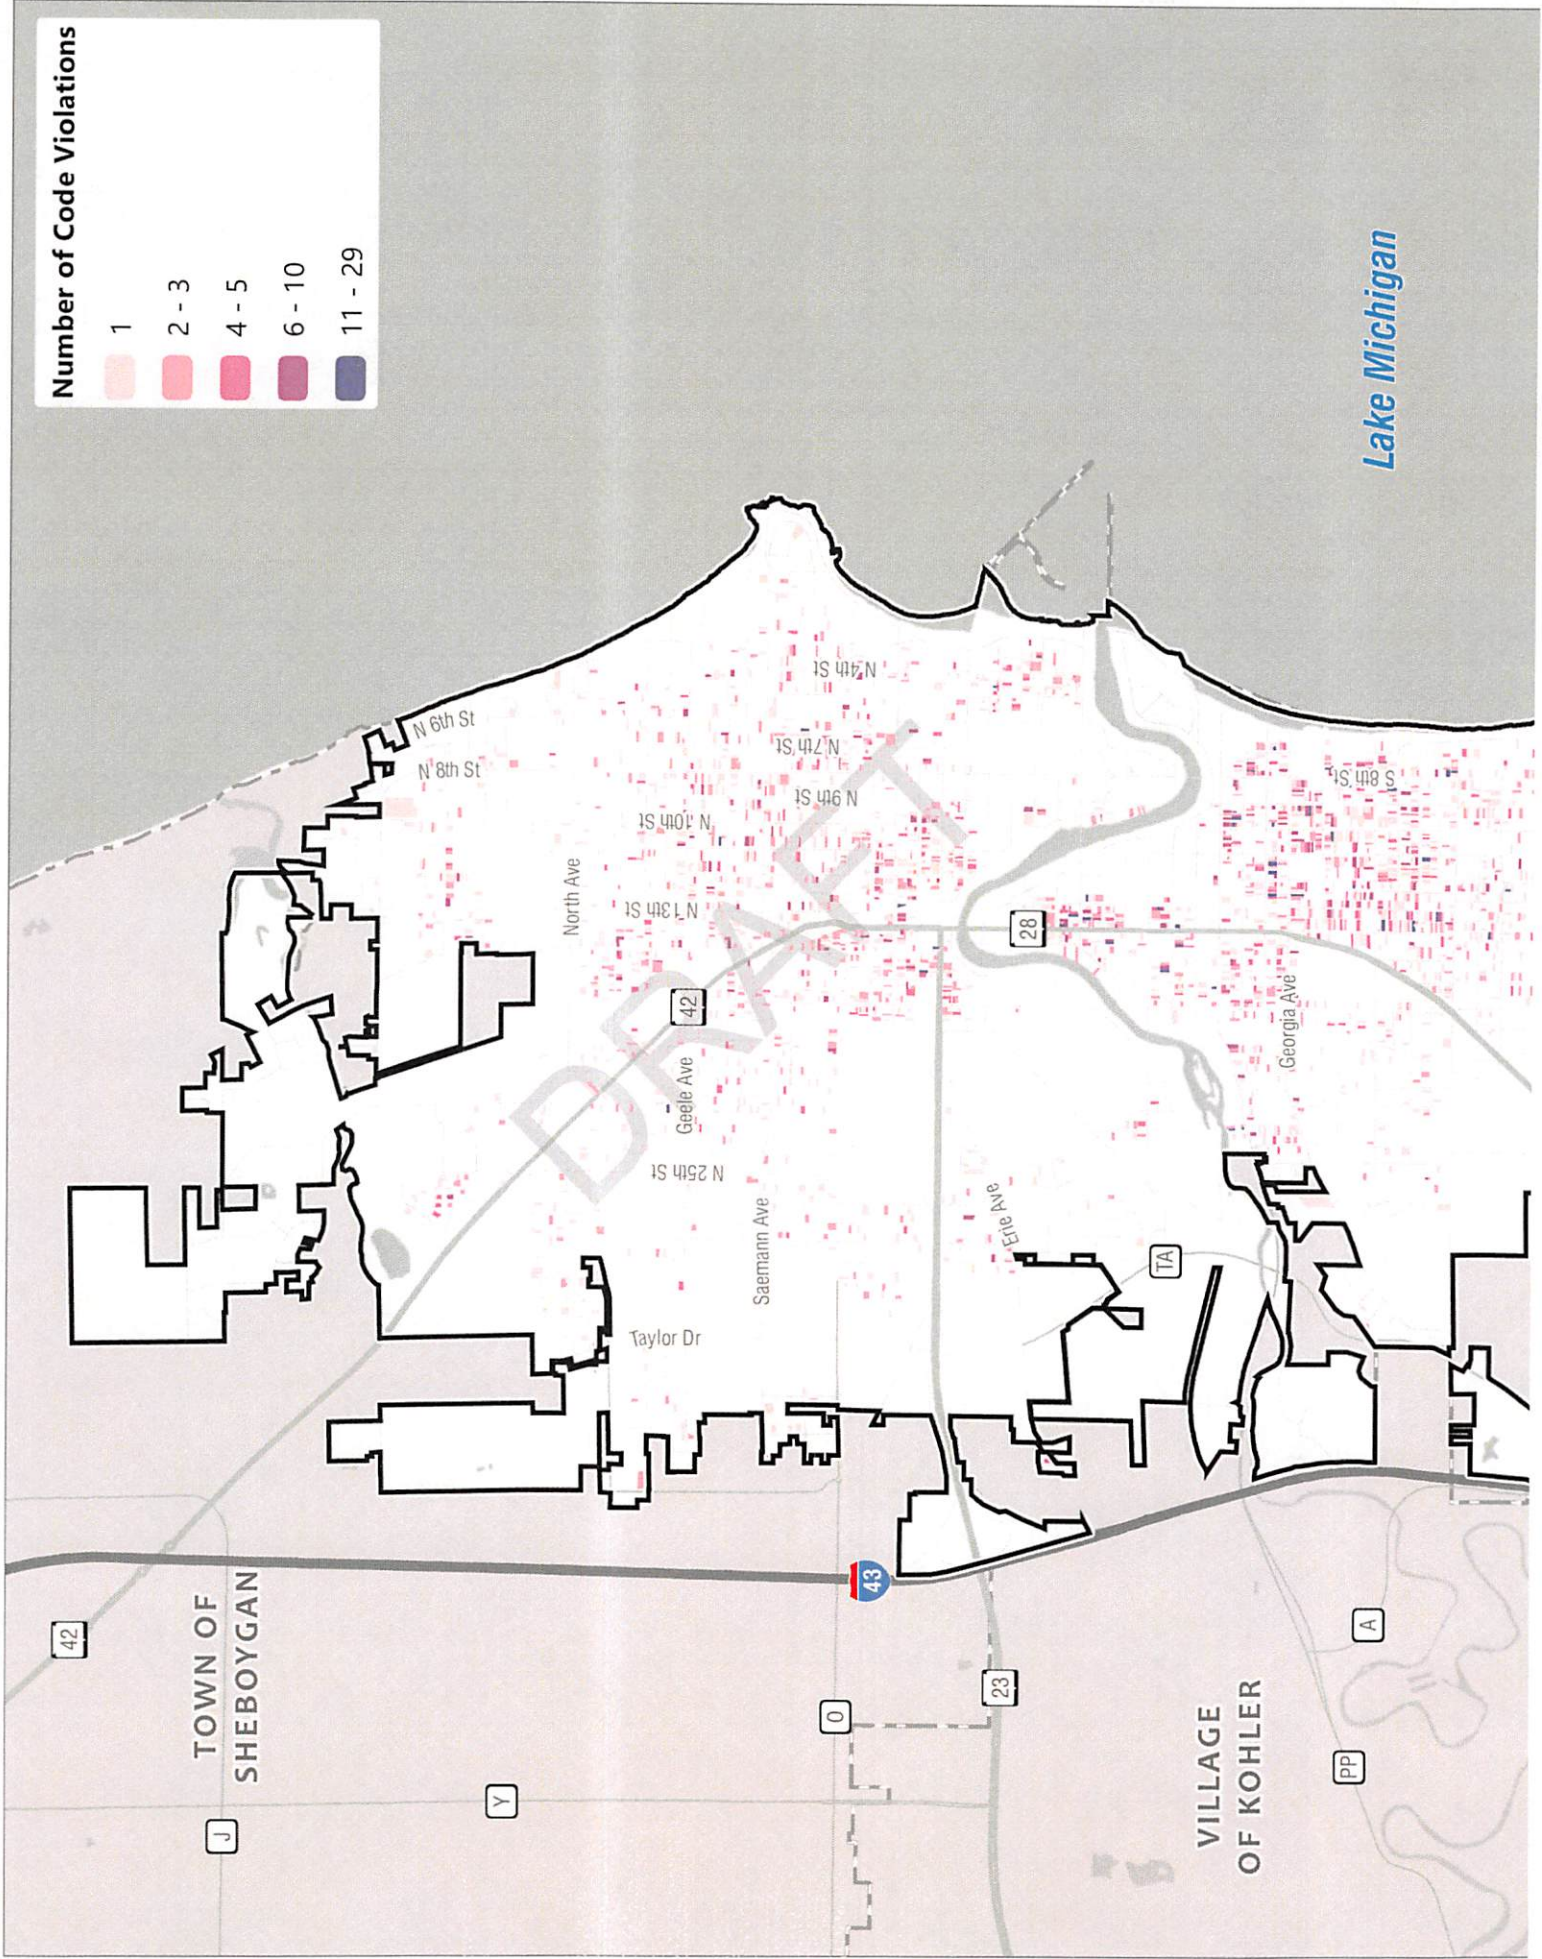 Number of Code Violations
1
2 - 3
4 - 5
6 - 10
11 - 29
42
TOWN OF
SHEBOYGAN
J
Y
N 6th St
N 8th St
North Ave
N 10th St
N 13th St
42
Geele Ave
N 25th St
Saemann Ave
Taylor Dr
N 4th St
N 7th St
N 9th St
DRAFT
43
O
23
28
Erie Ave
TA
Georgia Ave
S 8th St
Lake Michigan
VILLAGE
OF KOHLER
A
PP